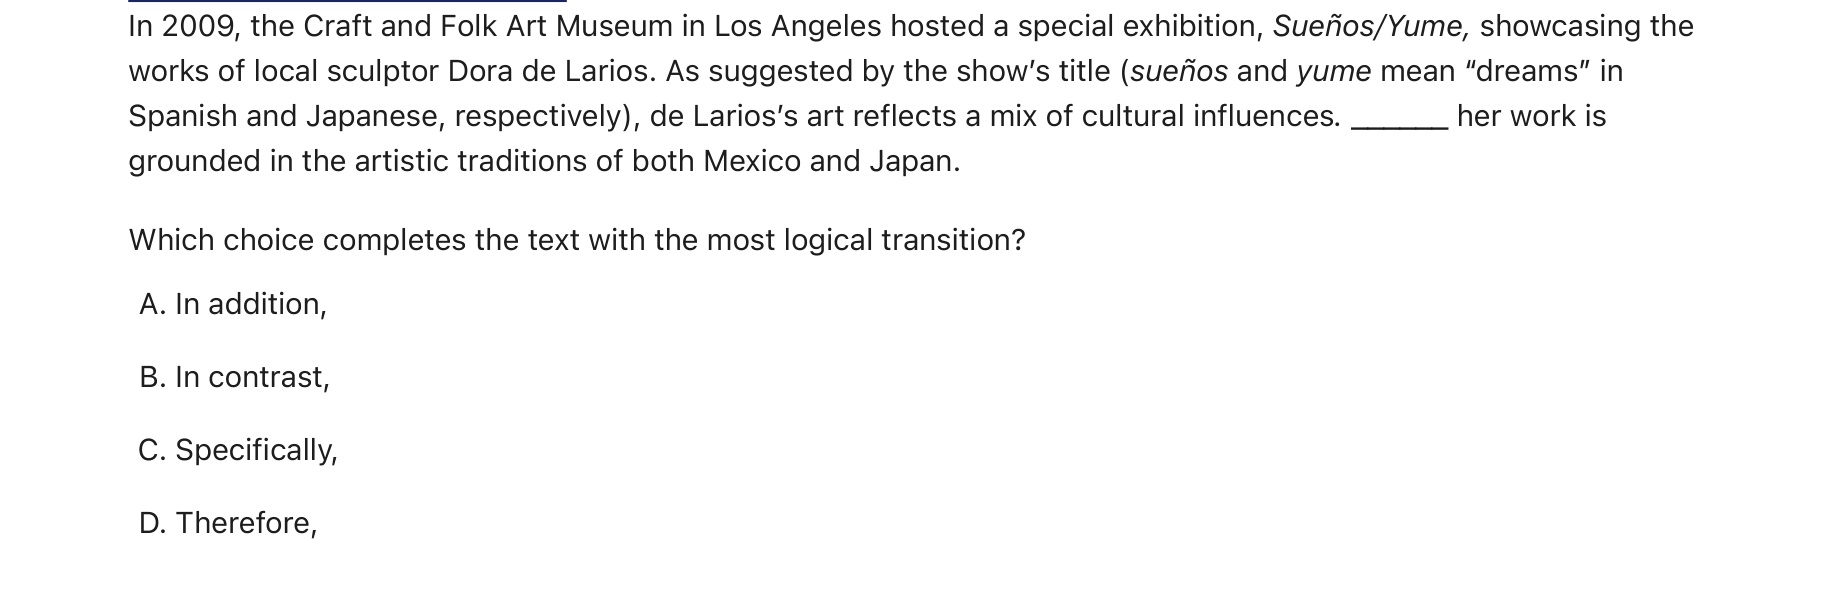 In 2009, the Craft and Folk Art Museum in Los Angeles hosted a special exhibition, Sueños/Yume, showcasing the
works of local sculptor Dora de Larios. As suggested by the show’s title (sueños and yume mean “dreams” in
Spanish and Japanese, respectively), de Larios’s art reflects a mix of cultural influences. ______ her work is
grounded in the artistic traditions of both Mexico and Japan.
Which choice completes the text with the most logical transition?
A. In addition,
B. In contrast,
C. Specifically,
D. Therefore,